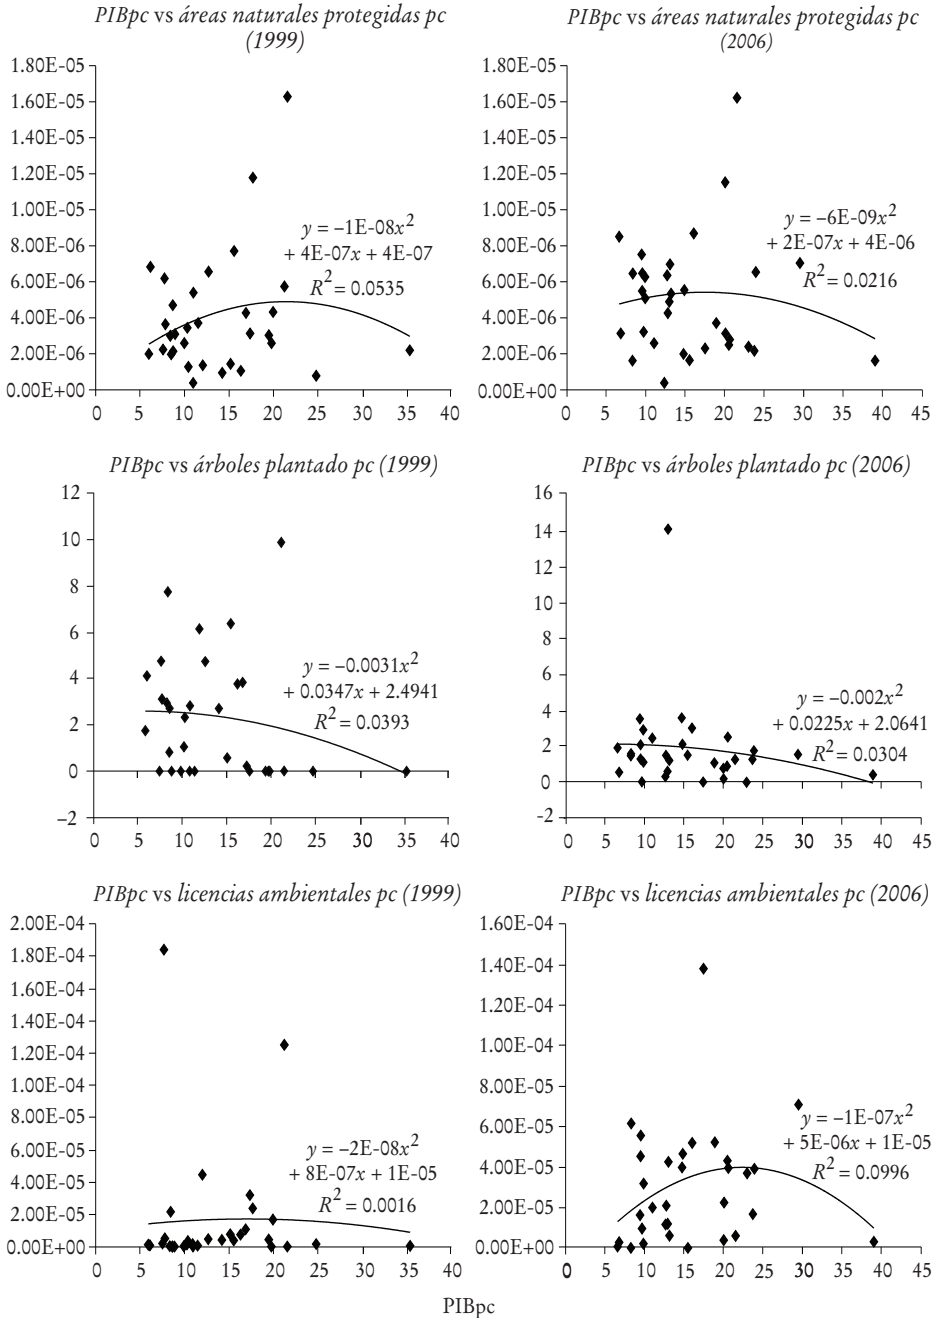 PIBpc vs áreas naturales protegidas pc
(1999)
1.80E-05
1.60E-05
1.40E-05
1.20E-05
1.00E-05
8.00E-06
6.00E-06
4.00E-06
2.00E-06
0.00E+00
y = −1E-08x²
+ 4E-07x + 4E-07
R² = 0.0535
0 5 10 15 20 25 30 35 40
PIBpc vs áreas naturales protegidas pc
(2006)
1.80E-05
1.60E-05
1.40E-05
1.20E-05
1.00E-05
8.00E-06
6.00E-06
4.00E-06
2.00E-06
0.00E+00
y = −6E-09x²
+ 2E-07x + 4E-06
R² = 0.0216
0 5 10 15 20 25 30 35 40 45
PIBpc vs árboles plantado pc (1999)
12
10
8
6
4
2
0
−2
y = −0.0031x²
+ 0.0347x + 2.4941
R² = 0.0393
0 5 10 15 20 25 30 35 40
PIBpc vs árboles plantado pc (2006)
16
14
12
10
8
6
4
2
0
-2
y = −0.002x²
+ 0.0225x + 2.0641
R² = 0.0304
0 5 10 15 20 25 30 35 40 45
PIBpc vs licencias ambientales pc (1999)
2.00E-04
1.80E-04
1.60E-04
1.40E-04
1.20E-04
1.00E-04
8.00E-05
6.00E-05
4.00E-05
2.00E-05
0.00E+00
y = −2E-08x²
+ 8E-07x + 1E-05
R² = 0.0016
0 5 10 15 20 25 30 35 40
PIBpc vs licencias ambientales pc (2006)
1.60E-04
1.40E-04
1.20E-04
1.00E-04
8.00E-05
6.00E-05
4.00E-05
2.00E-05
0.00E+00
y = −1E-07x²
+ 5E-06x + 1E-05
R² = 0.0996
0 5 10 15 20 25 30 35 40 45
PIBpc